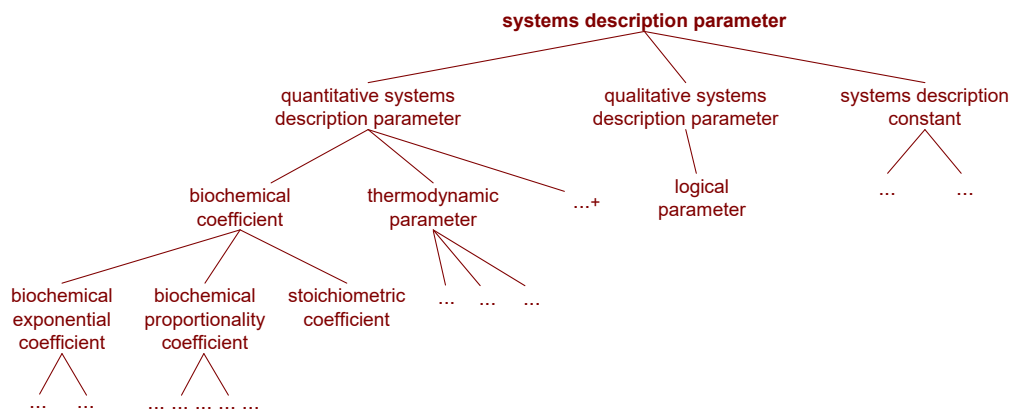 systems description parameter
quantitative systems
description parameter
qualitative systems
description parameter
systems description
constant
biochemical
coefficient
thermodynamic
parameter
...+
logical
parameter
... ...
biochemical
exponential
coefficient
biochemical
proportionality
coefficient
stoichiometric
coefficient
... ... ...
... ...
... ... ... ... ...